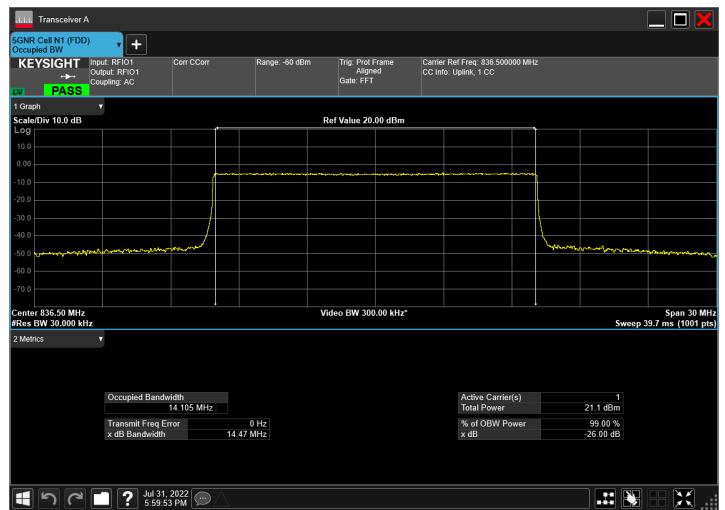 Transceiver A
5GNR Cell N1 (FDD)
Occupied BW
KEYSIGHT
PASS
Input: RFIO1
Output: RFIO1
Coupling: AC
Corr CCorr
Range: -60 dBm
Trig: Prot Frame
Aligned
Gate: FFT
Carrier Ref Freq: 836.500000 MHz
CC Info: Uplink, 1 CC
1 Graph
Scale/Div 10.0 dB
Ref Value 20.00 dBm
Log
10.0
0.00
-10.0
-20.0
-30.0
-40.0
-50.0
-60.0
-70.0
Center 836.50 MHz
Video BW 300.00 kHz*
Span 30 MHz
#Res BW 30.000 kHz
Sweep 39.7 ms (1001 pts)
2 Metrics
Occupied Bandwidth
14.105 MHz
Transmit Freq Error 0 Hz
x dB Bandwidth 14.47 MHz
Active Carrier(s) 1
Total Power 21.1 dBm
% of OBW Power 99.00 %
x dB -26.00 dB
Jul 31, 2022
5:59:53 PM